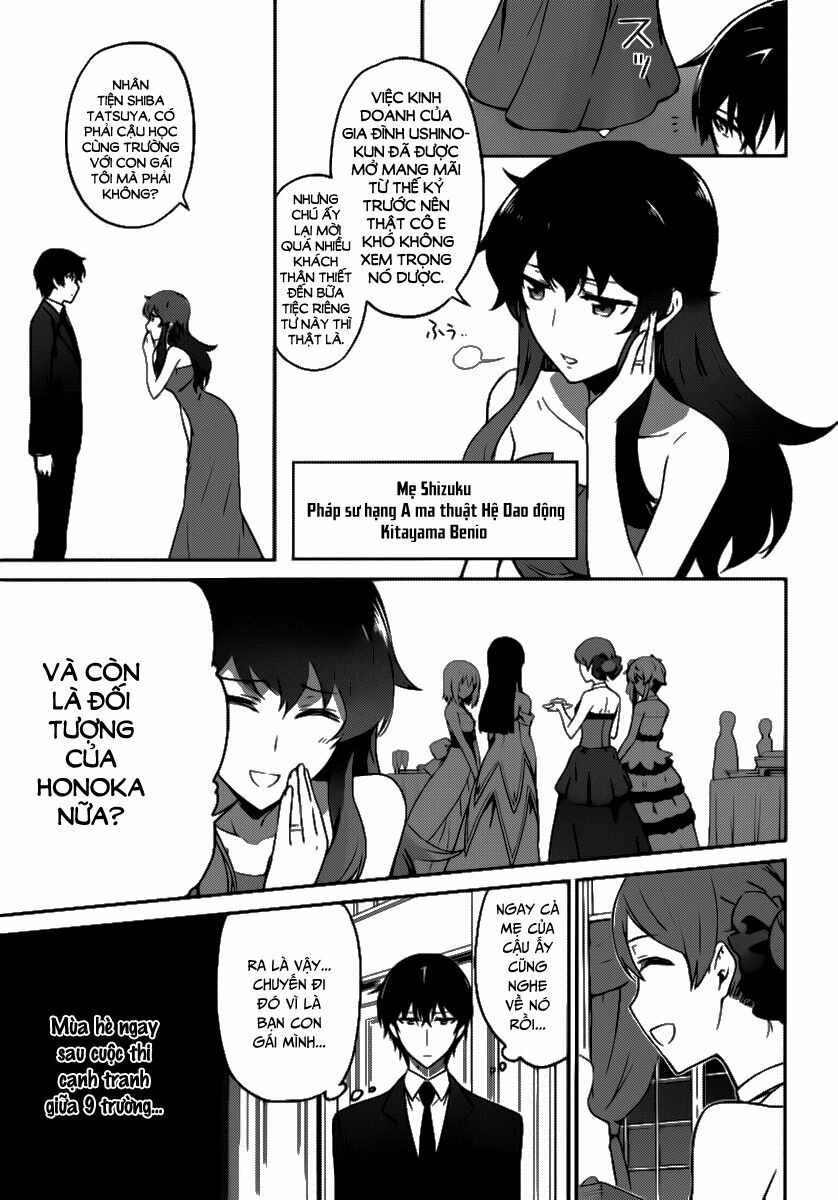 スッ
VIỆC KINH
DOANH CỦA
GIA ĐÌNH USHINO-
KUN ĐÃ ĐƯỢC
MỞ MANG MÃI
TỪ THẾ KỶ
TRƯỚC NÊN
THẬT CÔ E
KHÓ KHÔNG
XEM TRỌNG
NÓ DƯỢC.
NHƯNG
CHÚ ẤY
LẠI MỜI
QUÁ NHIỀU
KHÁCH
THÂN THIẾT
ĐẾN BỮA
TIỆC RIÊNG
TƯ NÀY THÌ
THẬT LÀ.
ふぅ..
Mẹ Shizuku
Pháp sư hạng A ma thuật Hệ Dao động
Kitayama Benio
NHÂN
TIỆN SHIBA
TATSUYA, CÓ
PHẢI CẬU HỌC
CÙNG TRƯỜNG
VỚI CON GÁI
TÔI MÀ PHẢI
KHÔNG?
VÀ CÒN
LÀ ĐỐI
TƯỢNG
CỦA
HONOKA
NỮA?
NGAY CẢ
MẸ CỦA
CẬU ẤY
CŨNG
NGHE
VỀ NÓ
RỒI...
RA LÀ VẬY...
CHUYẾN ĐI
ĐÓ VÌ LÀ
BẠN CON
GÁI MÌNH...
Mùa hè ngay
sau cuộc thi
cạnh tranh
giữa 9 trường...